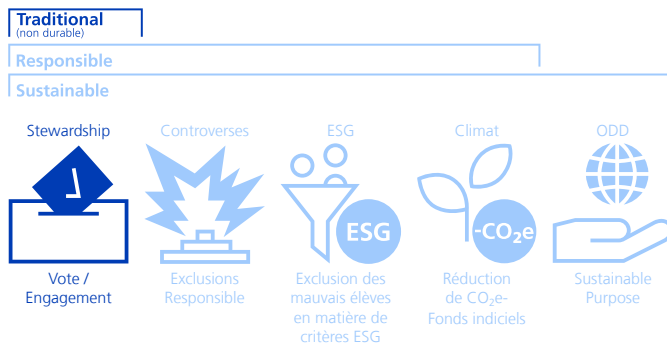 Traditional
(non durable)
Responsible
Sustainable
Stewardship
Controverses
ESG
Climat
ODD
ESG
-CO₂e
Vote /
Engagement
Exclusions
Responsible
Exclusion des
mauvais élèves
en matière de
critères ESG
Réduction
de CO₂e-
Fonds indiciels
Sustainable
Purpose